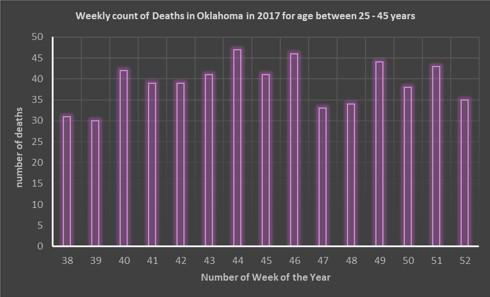 Weekly count of Deaths in Oklahoma in 2017 for age between 25 - 45 years
50
45
40
35
30
25
20
15
10
5
0
number of deaths
38 39 40 41 42 43 44 45 46 47 48 49 50 51 52
Number of Week of the Year